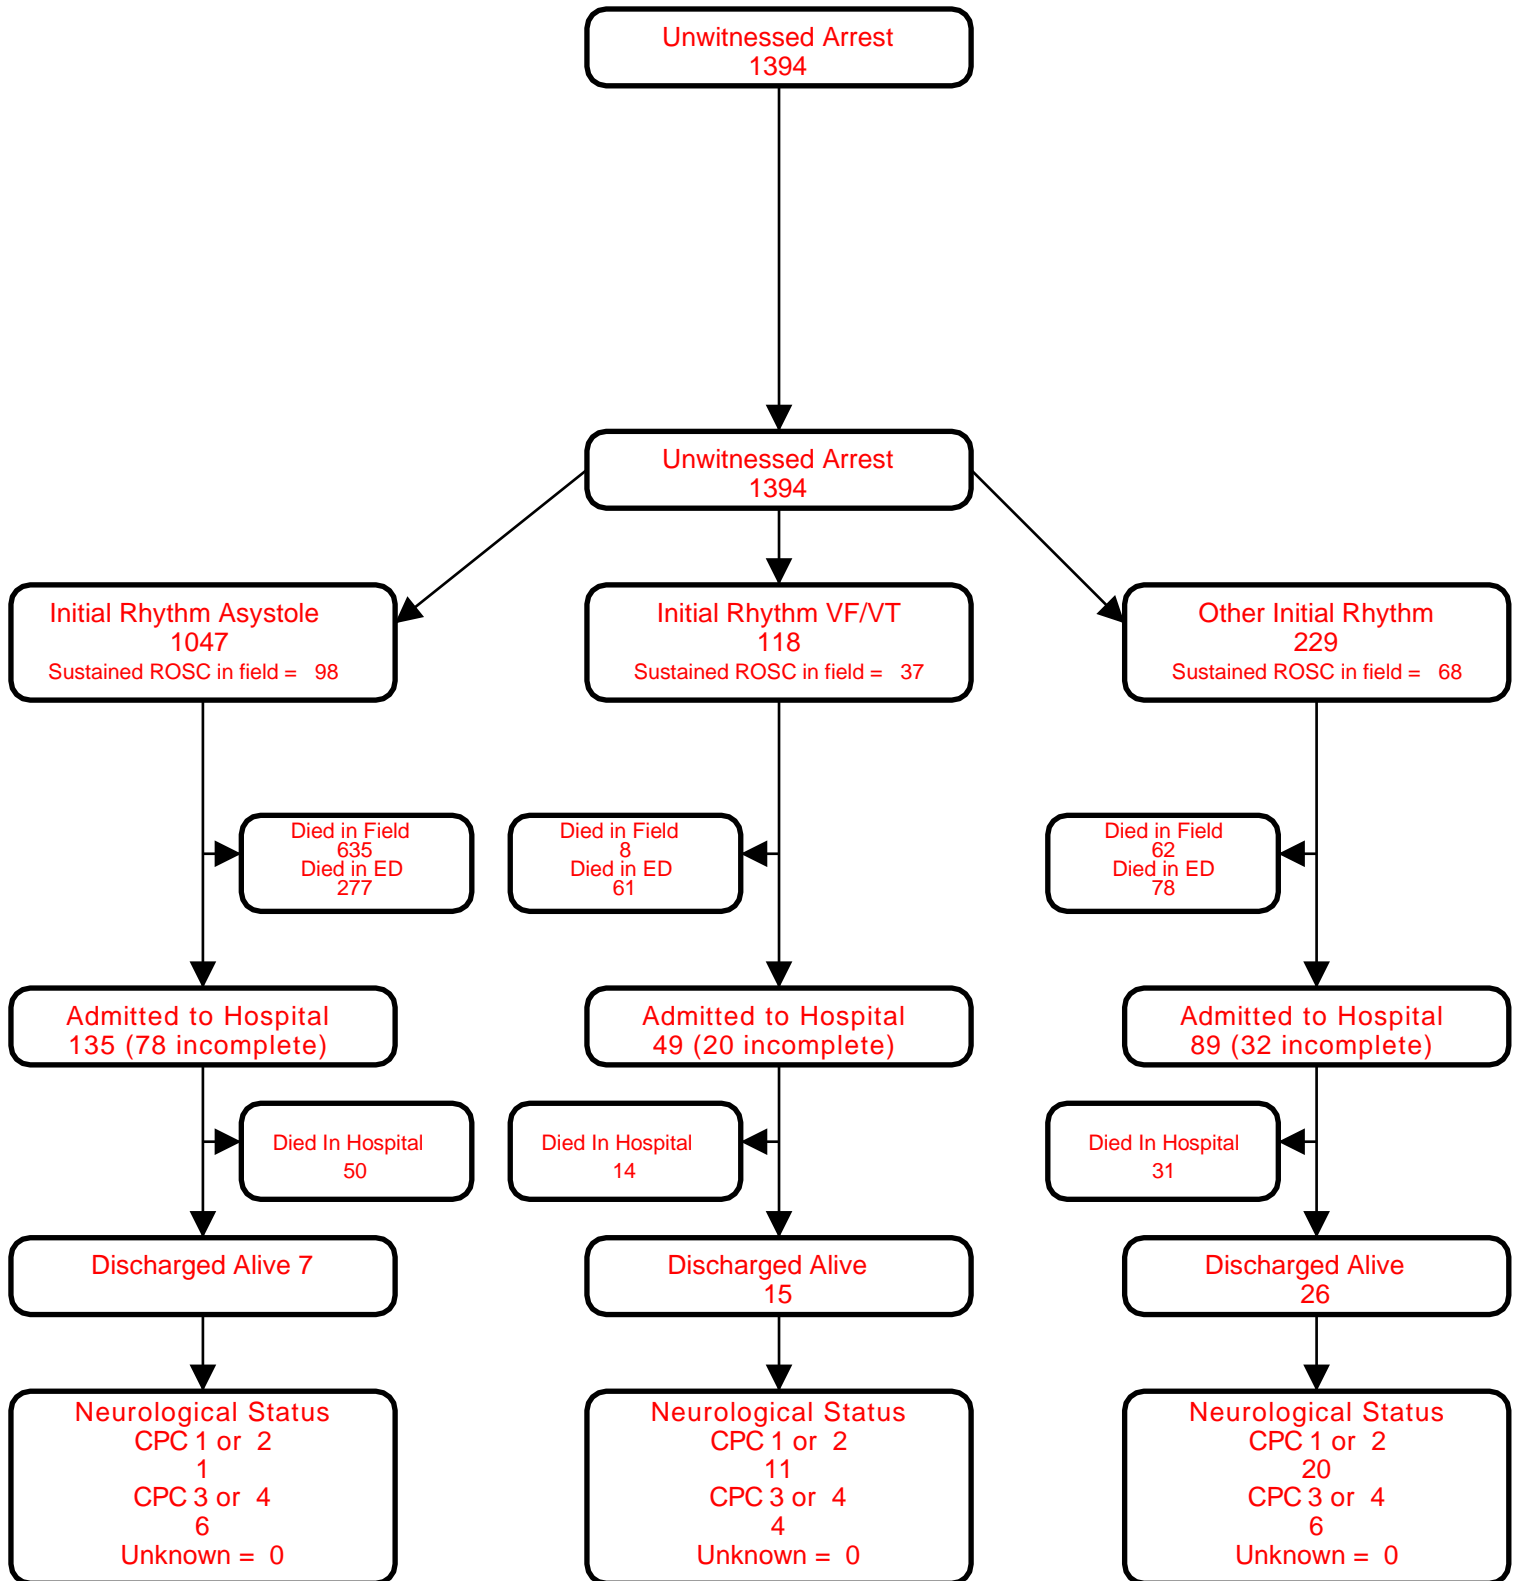 Unwitnessed Arrest
1394
Unwitnessed Arrest
1394
Initial Rhythm Asystole
1047
Sustained ROSC in field = 98
Initial Rhythm VF/VT
118
Sustained ROSC in field = 37
Other Initial Rhythm
229
Sustained ROSC in field = 68
Died in Field
635
Died in ED
277
Died in Field
8
Died in ED
61
Died in Field
62
Died in ED
78
Admitted to Hospital
135 (78 incomplete)
Admitted to Hospital
49 (20 incomplete)
Admitted to Hospital
89 (32 incomplete)
Died In Hospital
50
Died In Hospital
14
Died In Hospital
31
Discharged Alive 7
Discharged Alive
15
Discharged Alive
26
Neurological Status
CPC 1 or 2
1
CPC 3 or 4
6
Unknown = 0
Neurological Status
CPC 1 or 2
11
CPC 3 or 4
4
Unknown = 0
Neurological Status
CPC 1 or 2
20
CPC 3 or 4
6
Unknown = 0